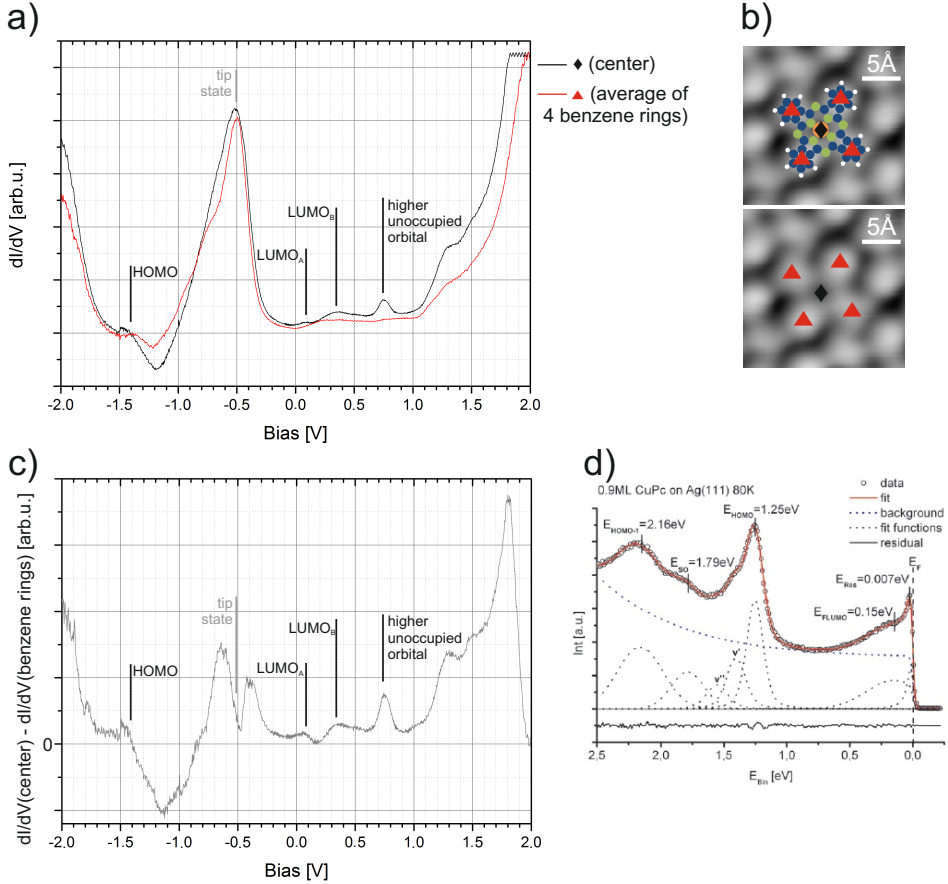 a)
dI/dV [arb.u.]
tip
state
HOMO
LUMO_A
LUMO_B
higher
unoccupied
orbital
-2.0 -1.5 -1.0 -0.5 0.0 0.5 1.0 1.5 2.0
Bias [V]
(center)
(average of
4 benzene rings)
b)
5Å
5Å
c)
dI/dV(center) - dI/dV(benzene rings) [arb.u.]
0
tip
state
HOMO
LUMO_A
LUMO_B
higher
unoccupied
orbital
-2.0 -1.5 -1.0 -0.5 0.0 0.5 1.0 1.5 2.0
Bias [V]
d)
0.9ML CuPc on Ag(111) 80K
data
fit
background
fit functions
residual
E_HOMO-1=2.16eV
E_SO=1.79eV
E_HOMO=1.25eV
E_F
E_Res=0.007eV
E_FLUMO=0.15eV
v'
v''
Int [a.u.]
2,5 2,0 1,5 1,0 0,5 0,0
E_Bin [eV]